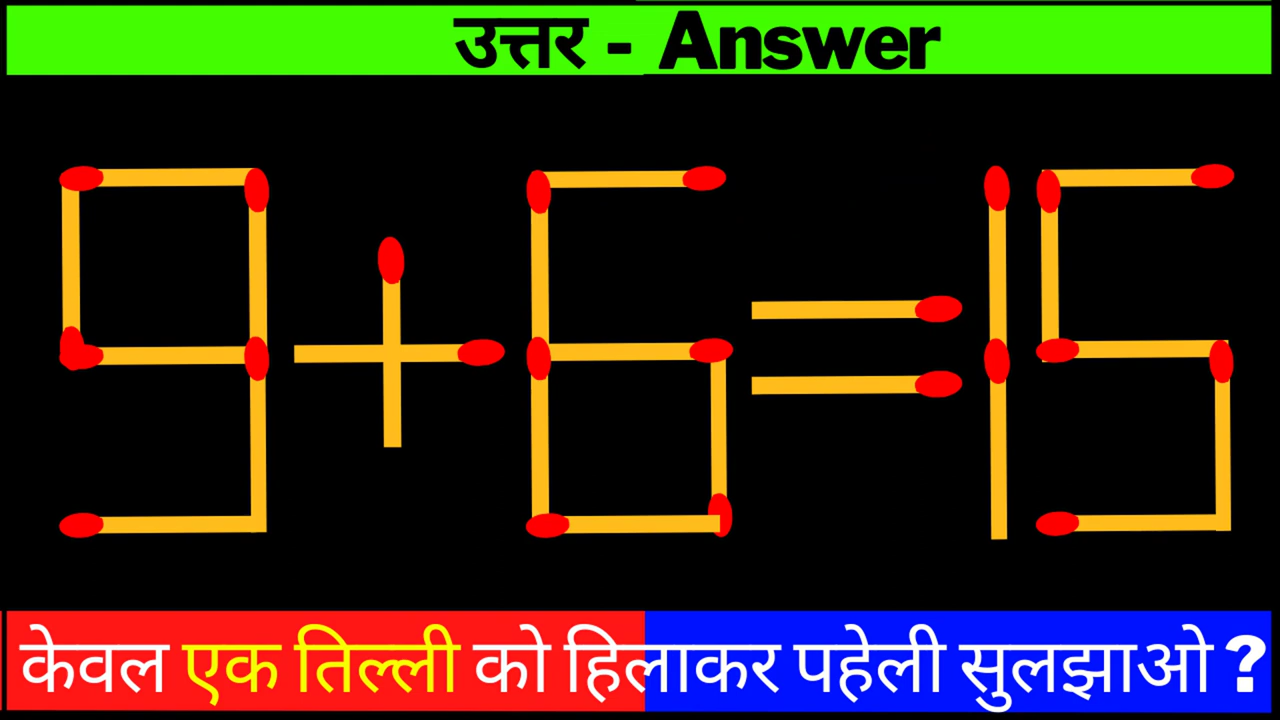 उत्तर - Answer
9+6=15
केवल एक तिल्ली को हिलाकर पहेली सुलझाओ ?